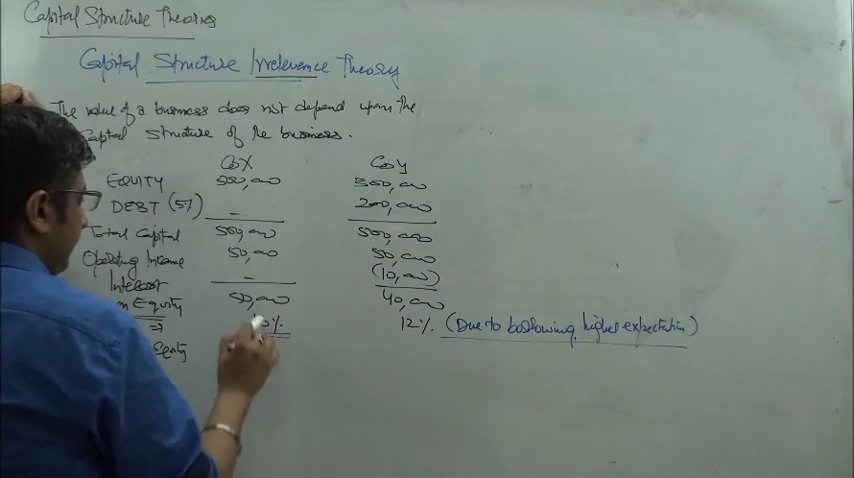 Capital Structure Theories
Capital Structure Irrelevence Theory
The value of a business does not depend upon the
Capital Structure of the business.
Co X Co Y
EQUITY 500,000 300,000
DEBT (5%) - 200,000
Total Capital 500,000 500,000
Operating Income 50,000 50,000
Interest - (10,000)
on Equity 50,000 40,000
12% (Due to borrowing, higher expectation)